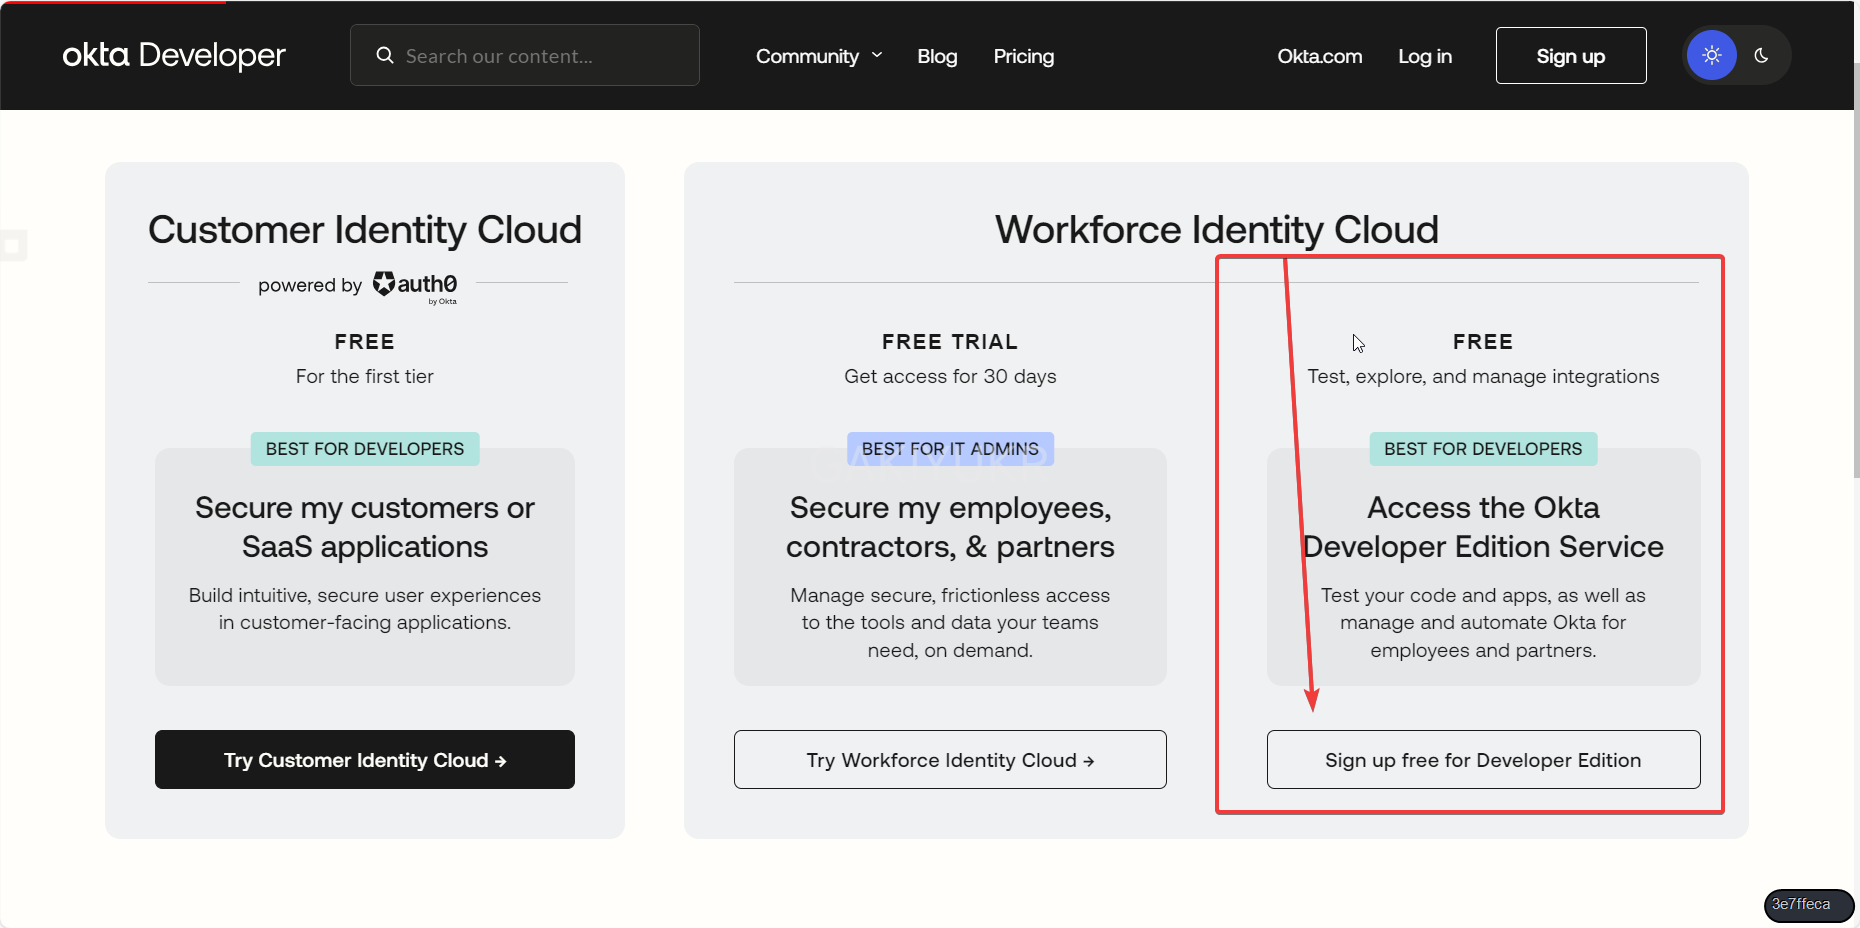 okta Developer
Search our content...
Community
Blog
Pricing
Okta.com
Log in
Sign up
Customer Identity Cloud
powered by auth0
by Okta
FREE
For the first tier
BEST FOR DEVELOPERS
Secure my customers or
SaaS applications
Build intuitive, secure user experiences
in customer-facing applications.
Try Customer Identity Cloud →
Workforce Identity Cloud
FREE TRIAL
Get access for 30 days
BEST FOR IT ADMINS
Secure my employees,
contractors, & partners
Manage secure, frictionless access
to the tools and data your teams
need, on demand.
Try Workforce Identity Cloud →
FREE
Test, explore, and manage integrations
BEST FOR DEVELOPERS
Access the Okta
Developer Edition Service
Test your code and apps, as well as
manage and automate Okta for
employees and partners.
Sign up free for Developer Edition
3e7ffeca